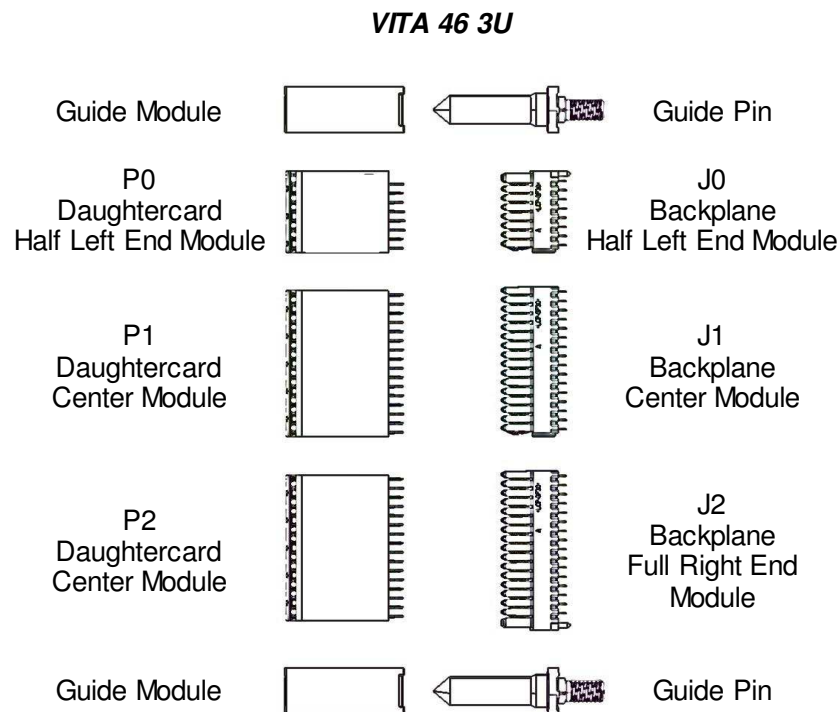 VITA 46 3U
Guide Module
Guide Pin
P0
Daughtercard
Half Left End Module
J0
Backplane
Half Left End Module
P1
Daughtercard
Center Module
J1
Backplane
Center Module
P2
Daughtercard
Center Module
J2
Backplane
Full Right End
Module
Guide Module
Guide Pin